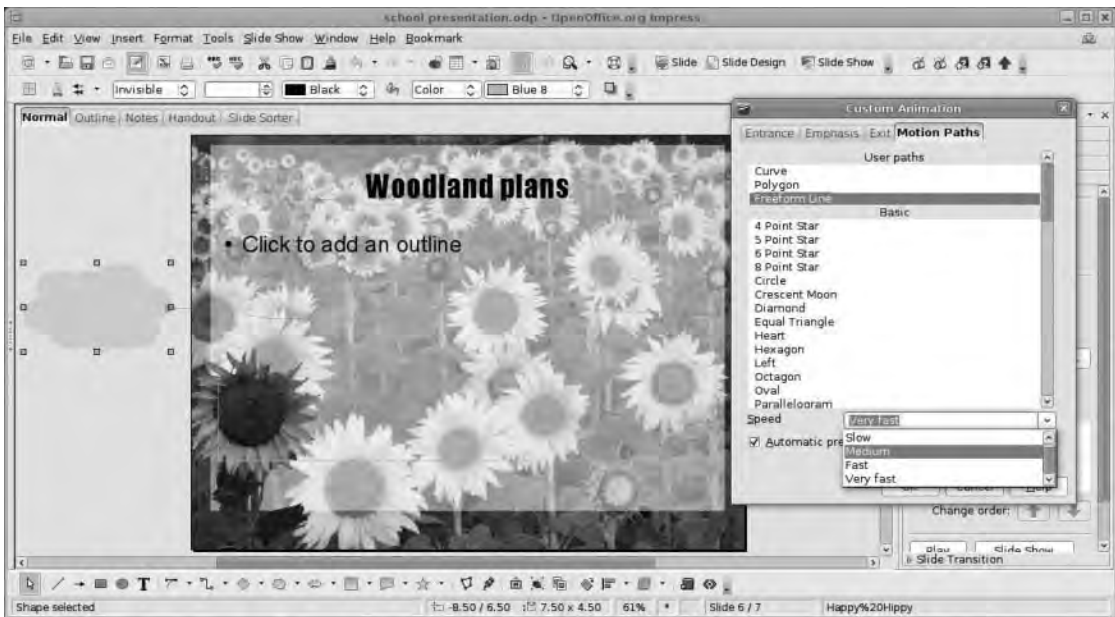 school presentation.odp - OpenOffice.org Impress
File Edit View Insert Format Tools Slide Show Window Help Bookmark
Slide Slide Design Slide Show
Invisible Black Color Blue 8
Normal Outline Notes Handout Slide Sorter
Custom Animation
Entrance Emphasis Exit Motion Paths
User paths
Curve
Polygon
Freeform Line
Basic
4 Point Star
5 Point Star
6 Point Star
8 Point Star
Circle
Crescent Moon
Diamond
Equal Triangle
Heart
Hexagon
Left
Octagon
Oval
Parallelogram
Speed Very fast
Automatic pre
Slow
Medium
Fast
Very fast
Woodland plans
• Click to add an outline
Change order:
Play Slide Show
Slide Transition
Shape selected -8.50 / 6.50 7.50 x 4.50 61% * Slide 6 / 7 Happy%20Hippy